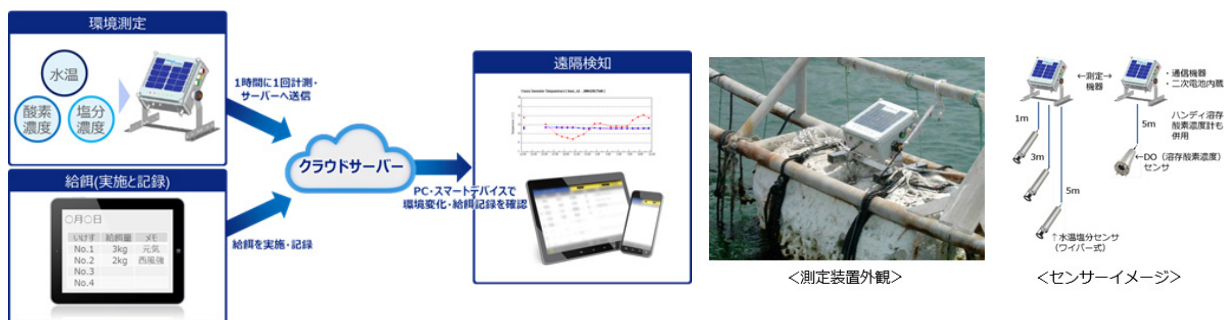 環境測定
水温
酸素
濃度
塩分
濃度
1時間に1回計測・
サーバーへ送信
給餌(実施と記録)
〇月〇日
いけす 給餌量 メモ
No.1 3kg 元気
No.2 2kg 西風強
No.3
No.4
給餌を実施・記録
クラウドサーバー
PC・スマートデバイスで
環境変化・給餌記録を確認
遠隔検知
<測定装置外観>
←測定→
機器
・通信機器
・二次電池内蔵
1m
3m
5m
5m
ハンディ溶存
酸素濃度計も
併用
←DO(溶存酸素濃度)
センサ
↑水温塩分センサ
(ワイパー式)
<センサーイメージ>